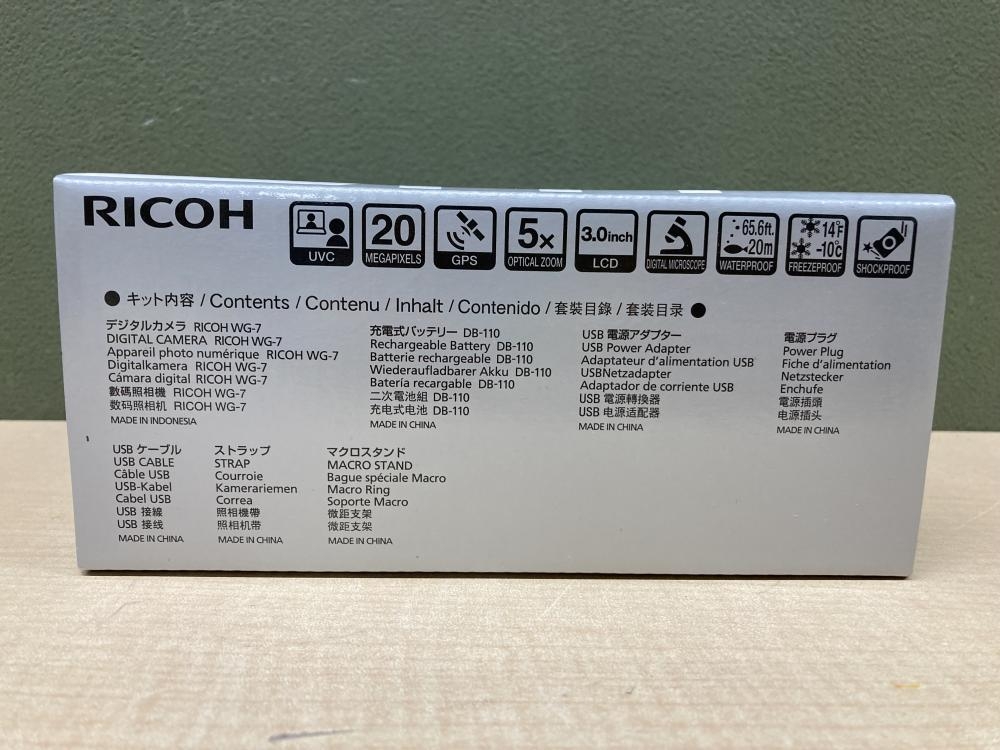 RICOH
UVC
20
MEGAPIXELS
GPS
5x
OPTICAL ZOOM
3.0inch
LCD
DIGITAL MICROSCOPE
65.6ft.
20m
WATERPROOF
14°F
-10°c
FREEZEPROOF
SHOCKPROOF
● キット内容 / Contents / Contenu / Inhalt / Contenido / 套裝目錄 / 套装目录 ●
デジタルカメラ RICOH WG-7
DIGITAL CAMERA RICOH WG-7
Appareil photo numérique RICOH WG-7
Digitalkamera RICOH WG-7
Cámara digital RICOH WG-7
數碼照相機 RICOH WG-7
数码照相机 RICOH WG-7
MADE IN INDONESIA
充電式バッテリー DB-110
Rechargeable Battery DB-110
Batterie rechargeable DB-110
Wiederaufladbarer Akku DB-110
Batería recargable DB-110
二次電池組 DB-110
充电式电池 DB-110
MADE IN CHINA
USB 電源アダプター
USB Power Adapter
Adaptateur d'alimentation USB
USBNetzadapter
Adaptador de corriente USB
USB 電源轉換器
USB 电源适配器
MADE IN CHINA
電源プラグ
Power Plug
Fiche d'alimentation
Netzstecker
Enchufe
電源插頭
电源插头
MADE IN CHINA
USB ケーブル
USB CABLE
Câble USB
USB-Kabel
Cabel USB
USB 接線
USB 接线
MADE IN CHINA
ストラップ
STRAP
Courroie
Kamerariemen
Correa
照相機帶
照相机带
MADE IN CHINA
マクロスタンド
MACRO STAND
Bague spéciale Macro
Macro Ring
Soporte Macro
微距支架
微距支架
MADE IN CHINA